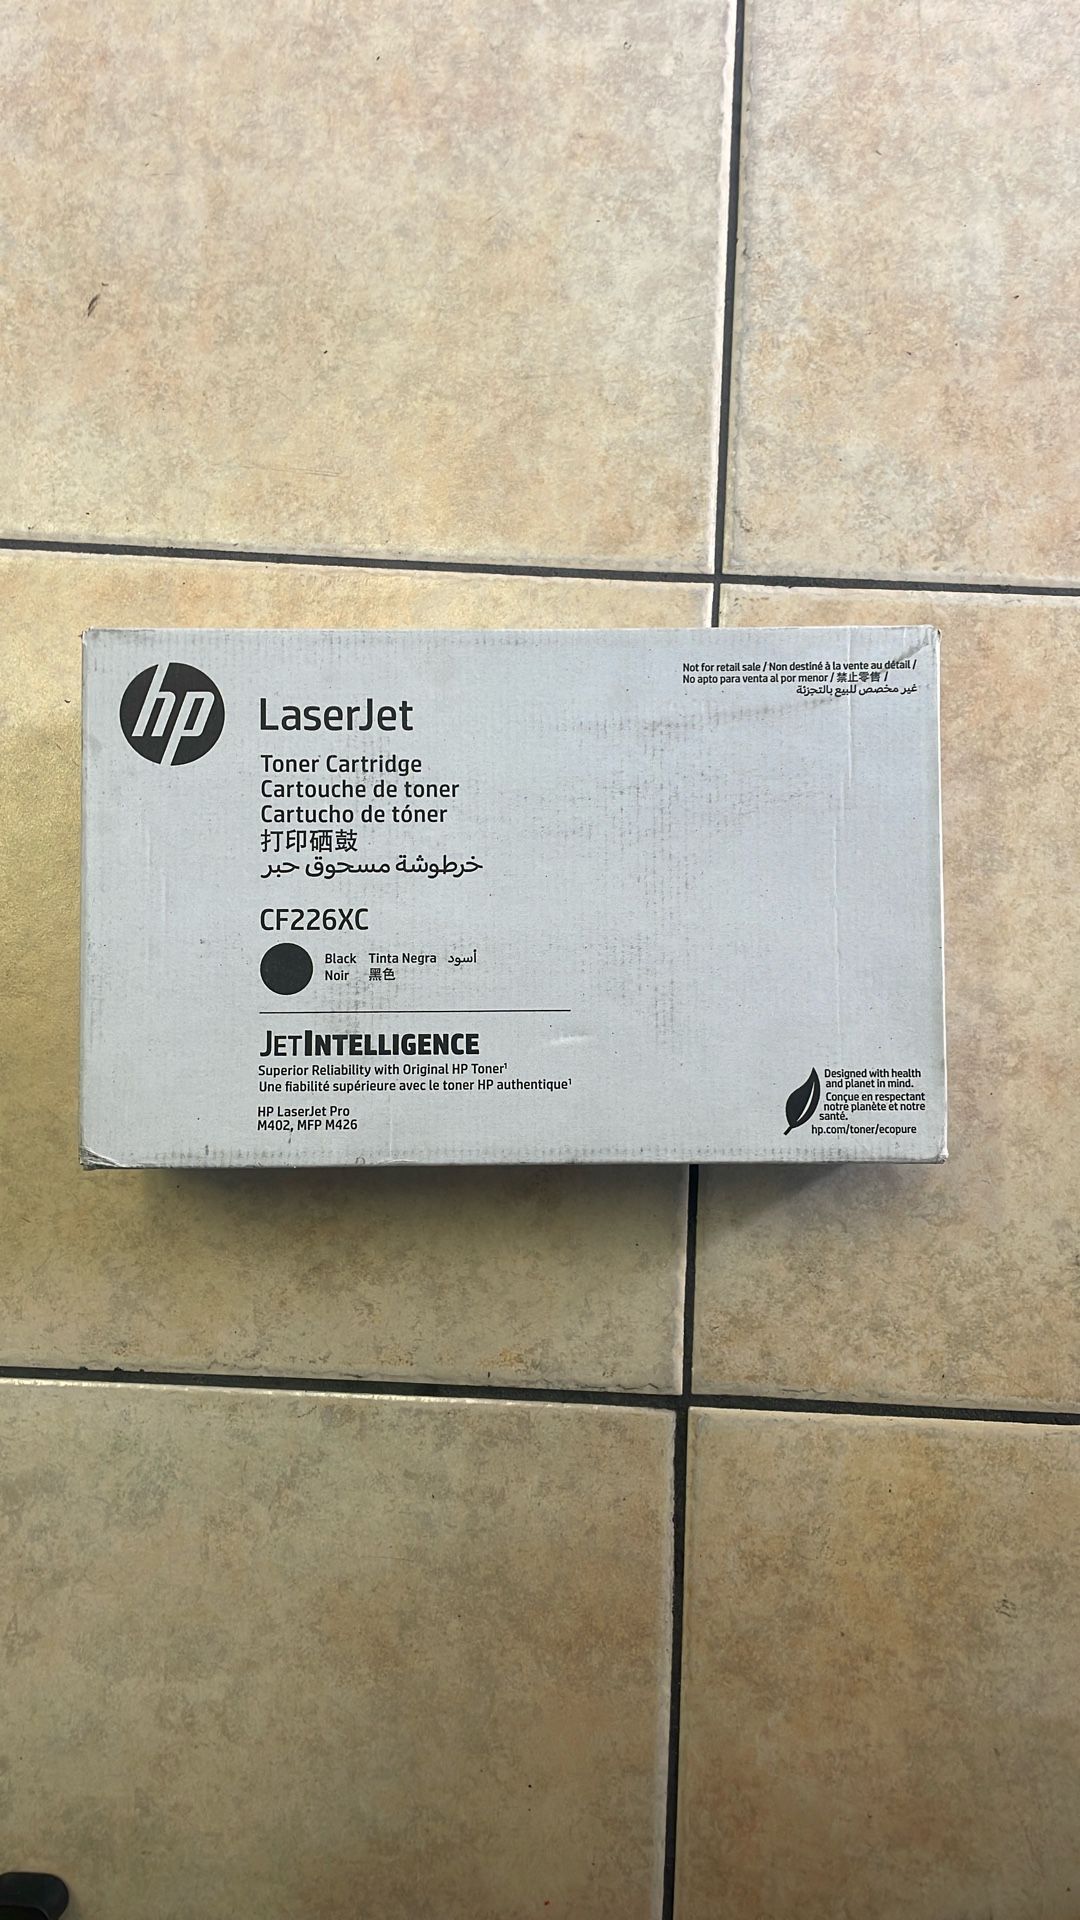 hp
LaserJet
Not for retail sale / Non destiné à la vente au détail /
No apto para venta al por menor / 禁止零售 /
غير مخصص للبيع بالتجزئة
Toner Cartridge
Cartouche de toner
Cartucho de tóner
打印硒鼓
خرطوشة مسحوق حبر
CF226XC
Black Tinta Negra أسود
Noir 黑色
JETINTELLIGENCE
Superior Reliability with Original HP Toner¹
Une fiabilité supérieure avec le toner HP authentique¹
HP LaserJet Pro
M402, MFP M426
Designed with health
and planet in mind.
Conçue en respectant
notre planète et notre
santé.
hp.com/toner/ecopure